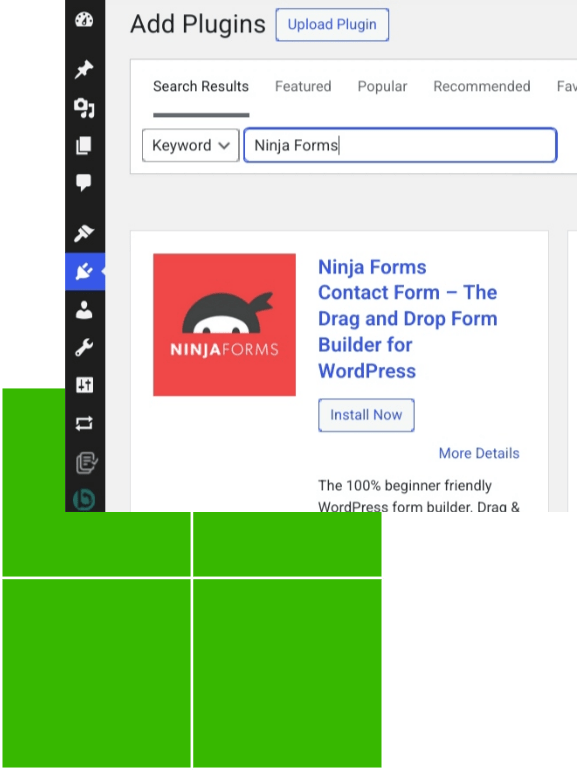 Add Plugins Upload Plugin
Search Results Featured Popular Recommended Fav
Keyword Ninja Forms
NINJAFORMS
Ninja Forms
Contact Form – The
Drag and Drop Form
Builder for
WordPress
Install Now
More Details
The 100% beginner friendly
WordPress form builder. Drag &